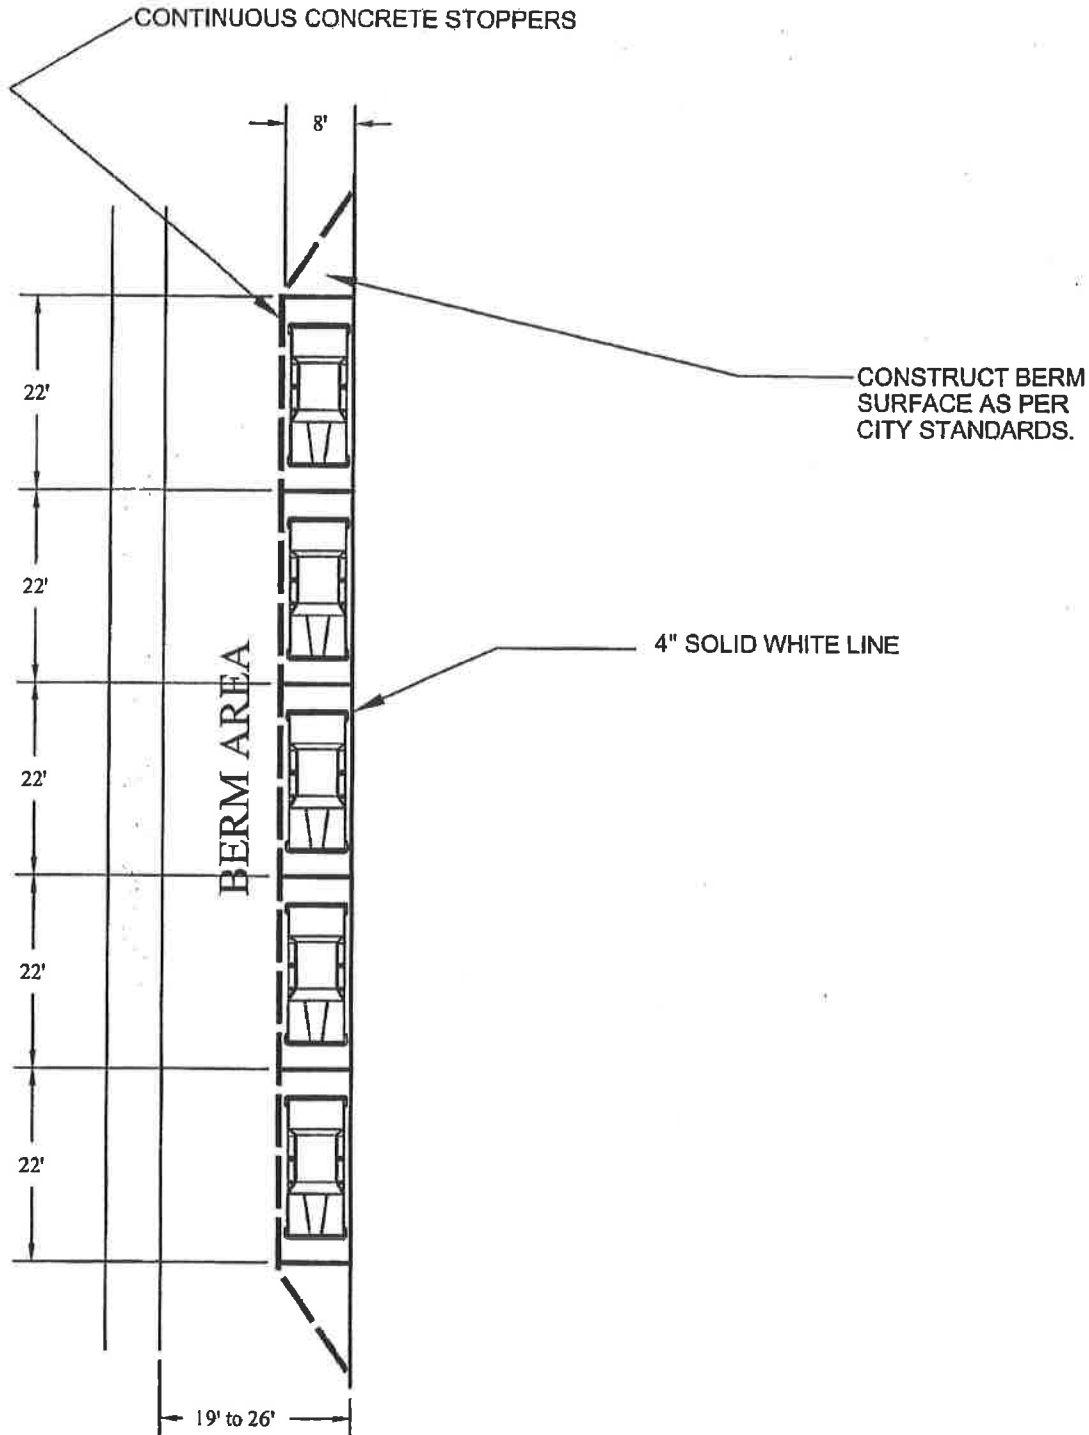 CONTINUOUS CONCRETE STOPPERS
8'
22'
CONSTRUCT BERM
SURFACE AS PER
CITY STANDARDS.
22'
4" SOLID WHITE LINE
BERM AREA
22'
22'
22'
19' to 26'